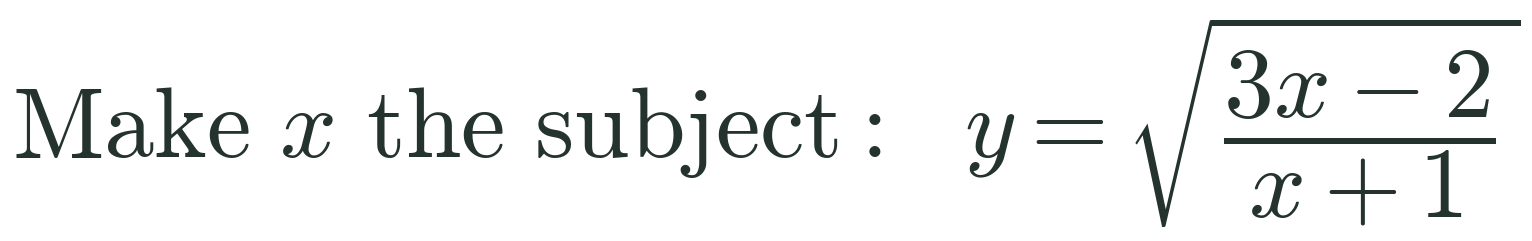 Make x the subject : y = √((3x − 2)/(x + 1))